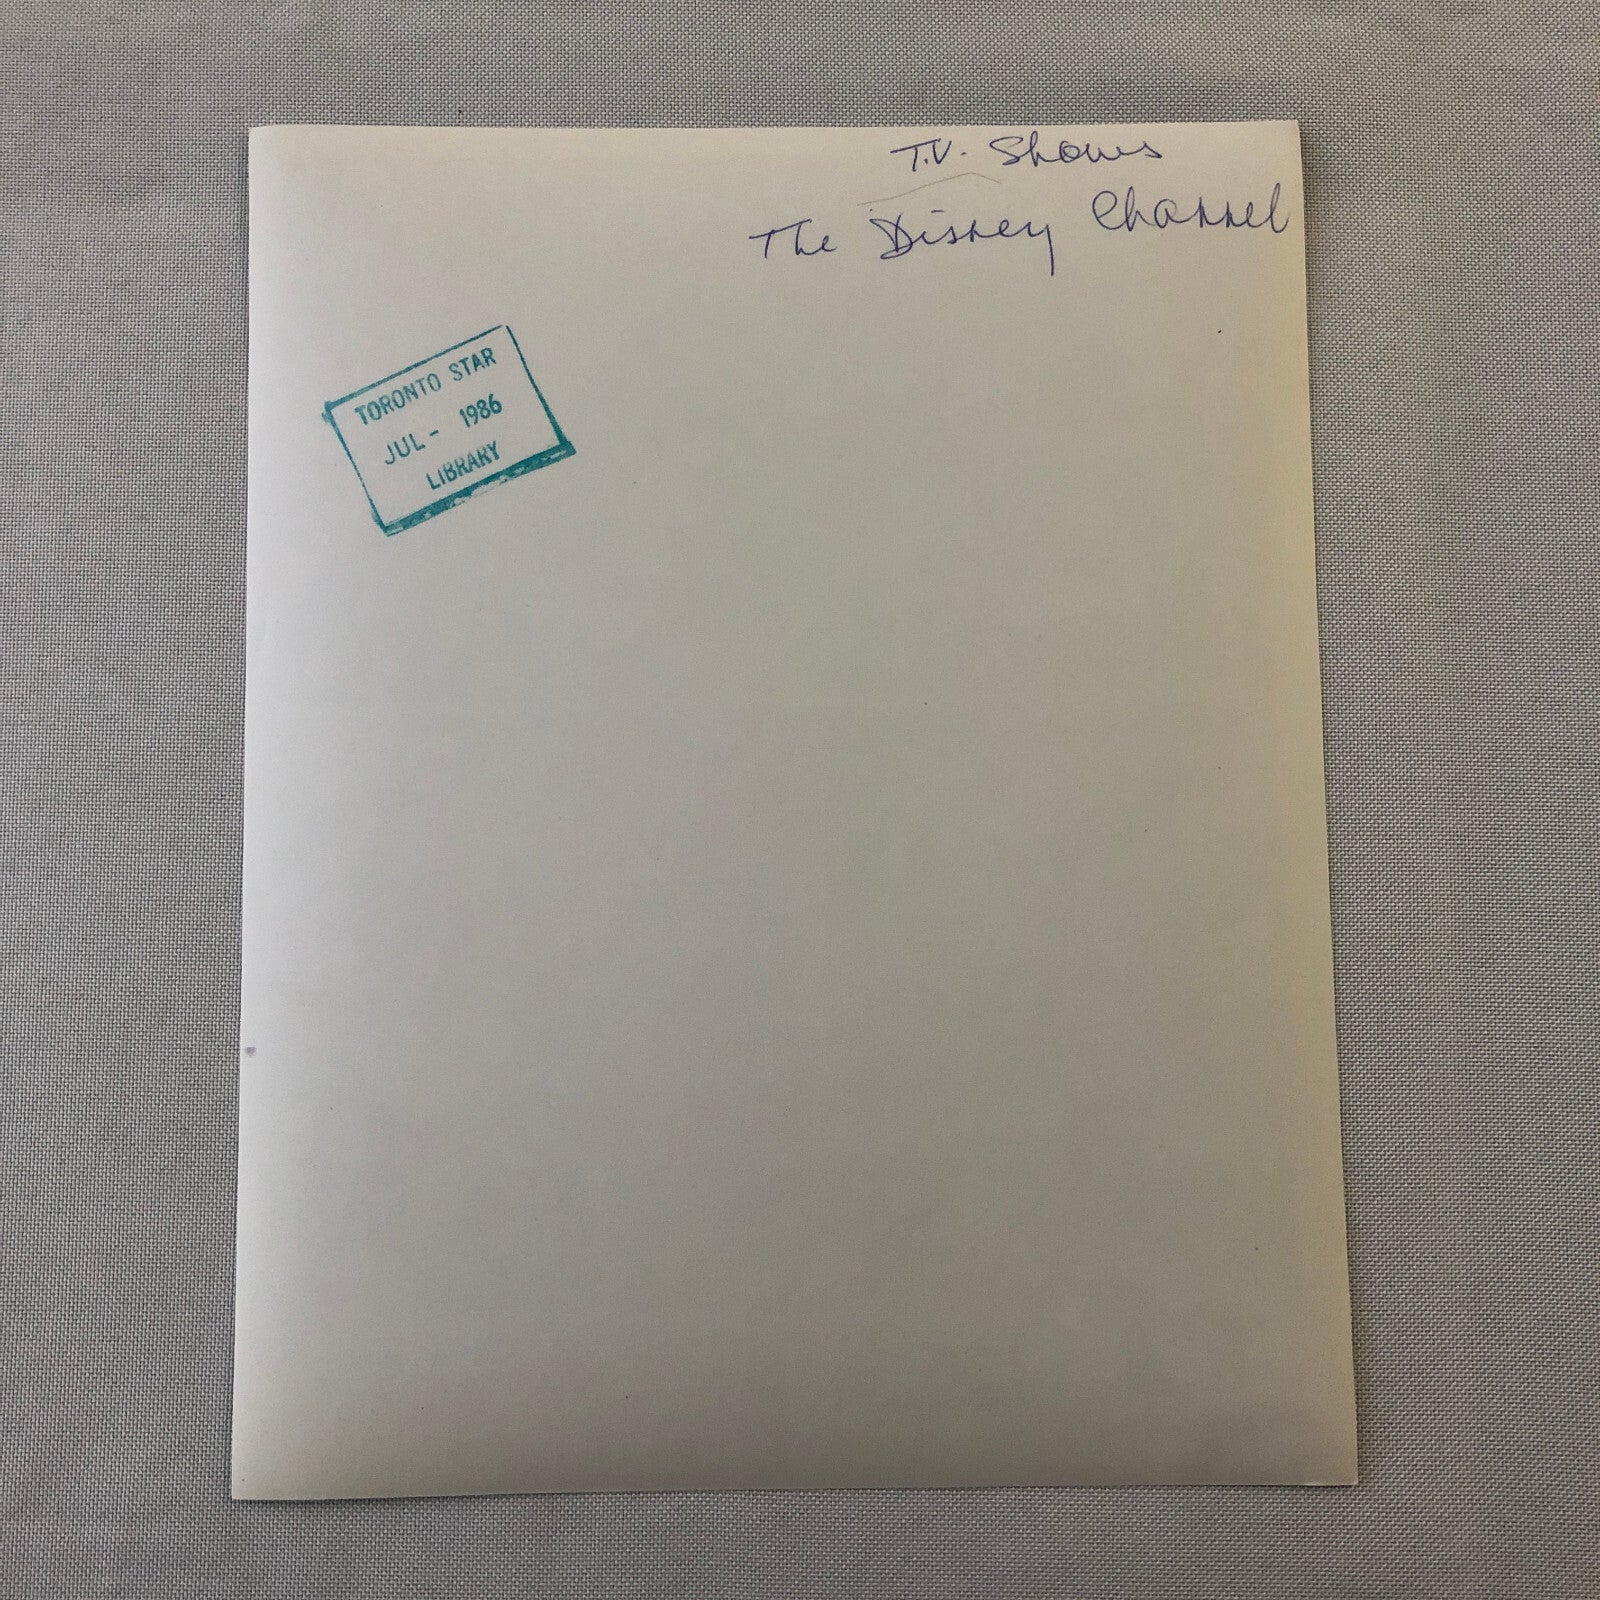 T.V. Shows
The Disney Channel
TORONTO STAR
JUL - 1986
LIBRARY